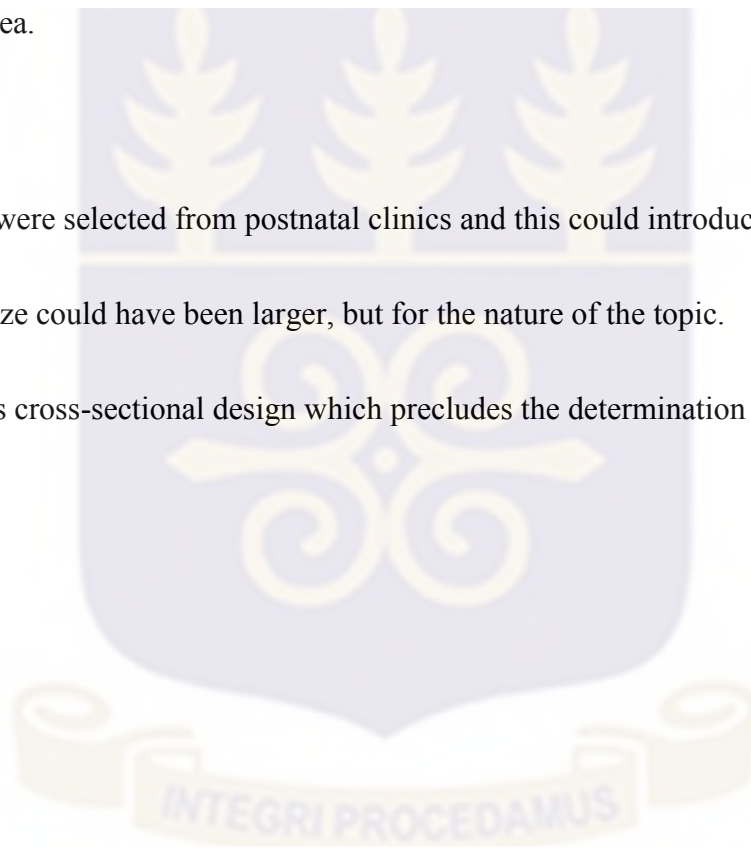 ea.
were selected from postnatal clinics and this could introduc
ze could have been larger, but for the nature of the topic.
s cross-sectional design which precludes the determination
INTEGRI PROCEDAMUS